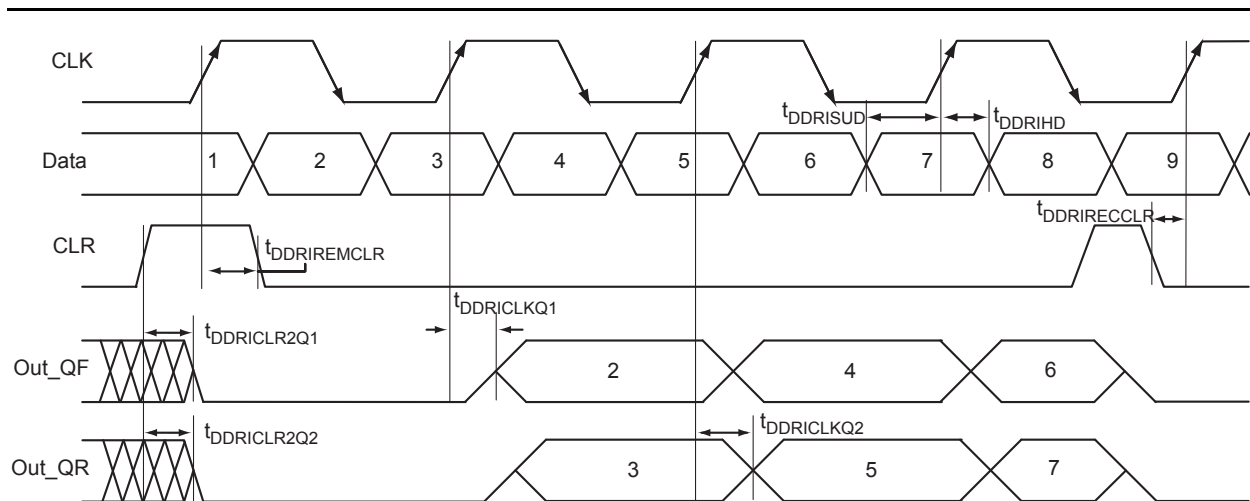 CLK
tDDRISUD tDDRIHD
Data 1 2 3 4 5 6 7 8 9
tDDRIRECCLR
CLR
tDDRIREMCLR
tDDRICLKQ1
tDDRICLR2Q1
Out_QF 2 4 6
tDDRICLR2Q2 tDDRICLKQ2
Out_QR 3 5 7